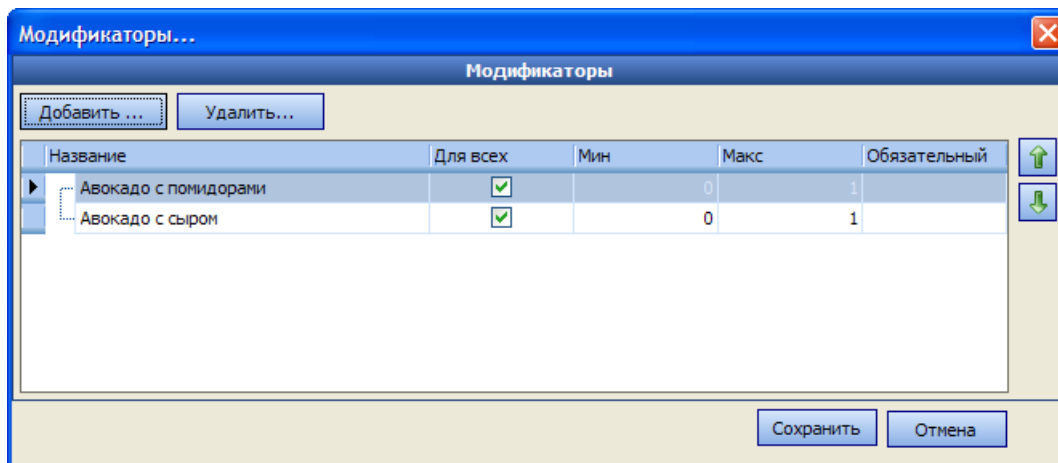 Модификаторы...
Модификаторы
Добавить ... Удалить...
Название Для всех Мин Макс Обязательный
Авокадо с помидорами 0 1
Авокадо с сыром 0 1
Сохранить Отмена